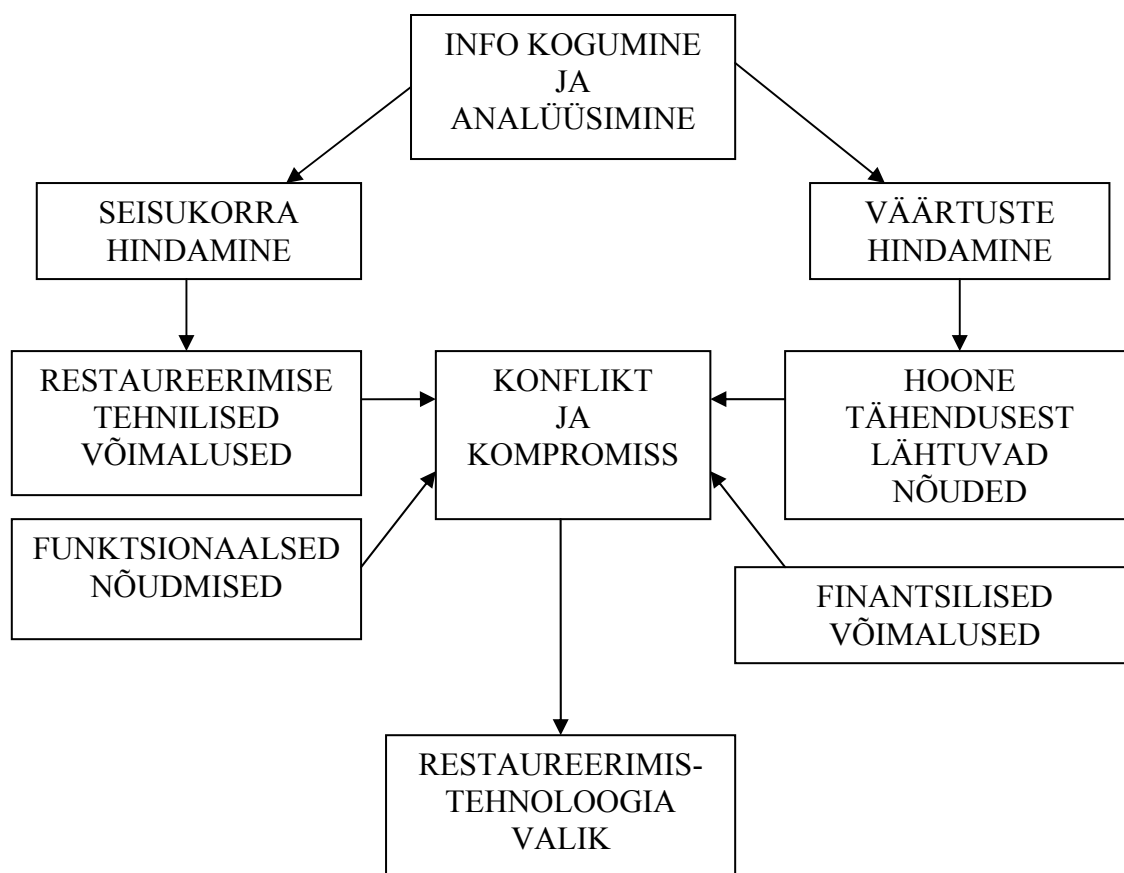 INFO KOGUMINE
JA
ANALÜÜSIMINE
SEISUKORRA
HINDAMINE
VÄÄRTUSTE
HINDAMINE
RESTAUREERIMISE
TEHNILISED
VÕIMALUSED
KONFLIKT
JA
KOMPROMISS
HOONE
TÄHENDUSEST
LÄHTUVAD
NÕUDED
FUNKTSIONAALSED
NÕUDMISED
FINANTSILISED
VÕIMALUSED
RESTAUREERIMIS-
TEHNOLOOGIA
VALIK